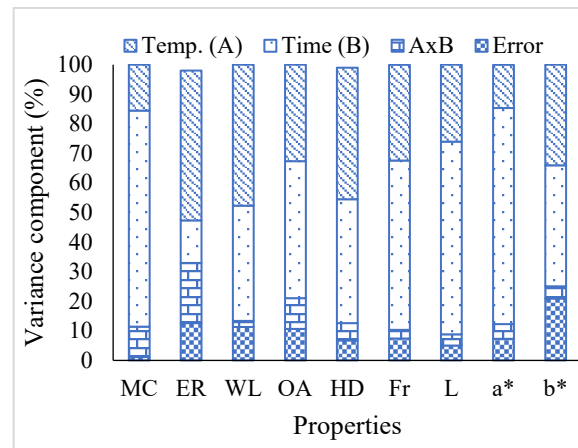 Temp. (A) Time (B) AxB Error
Variance component (%)
100
90
80
70
60
50
40
30
20
10
0
MC ER WL OA HD Fr L a* b*
Properties